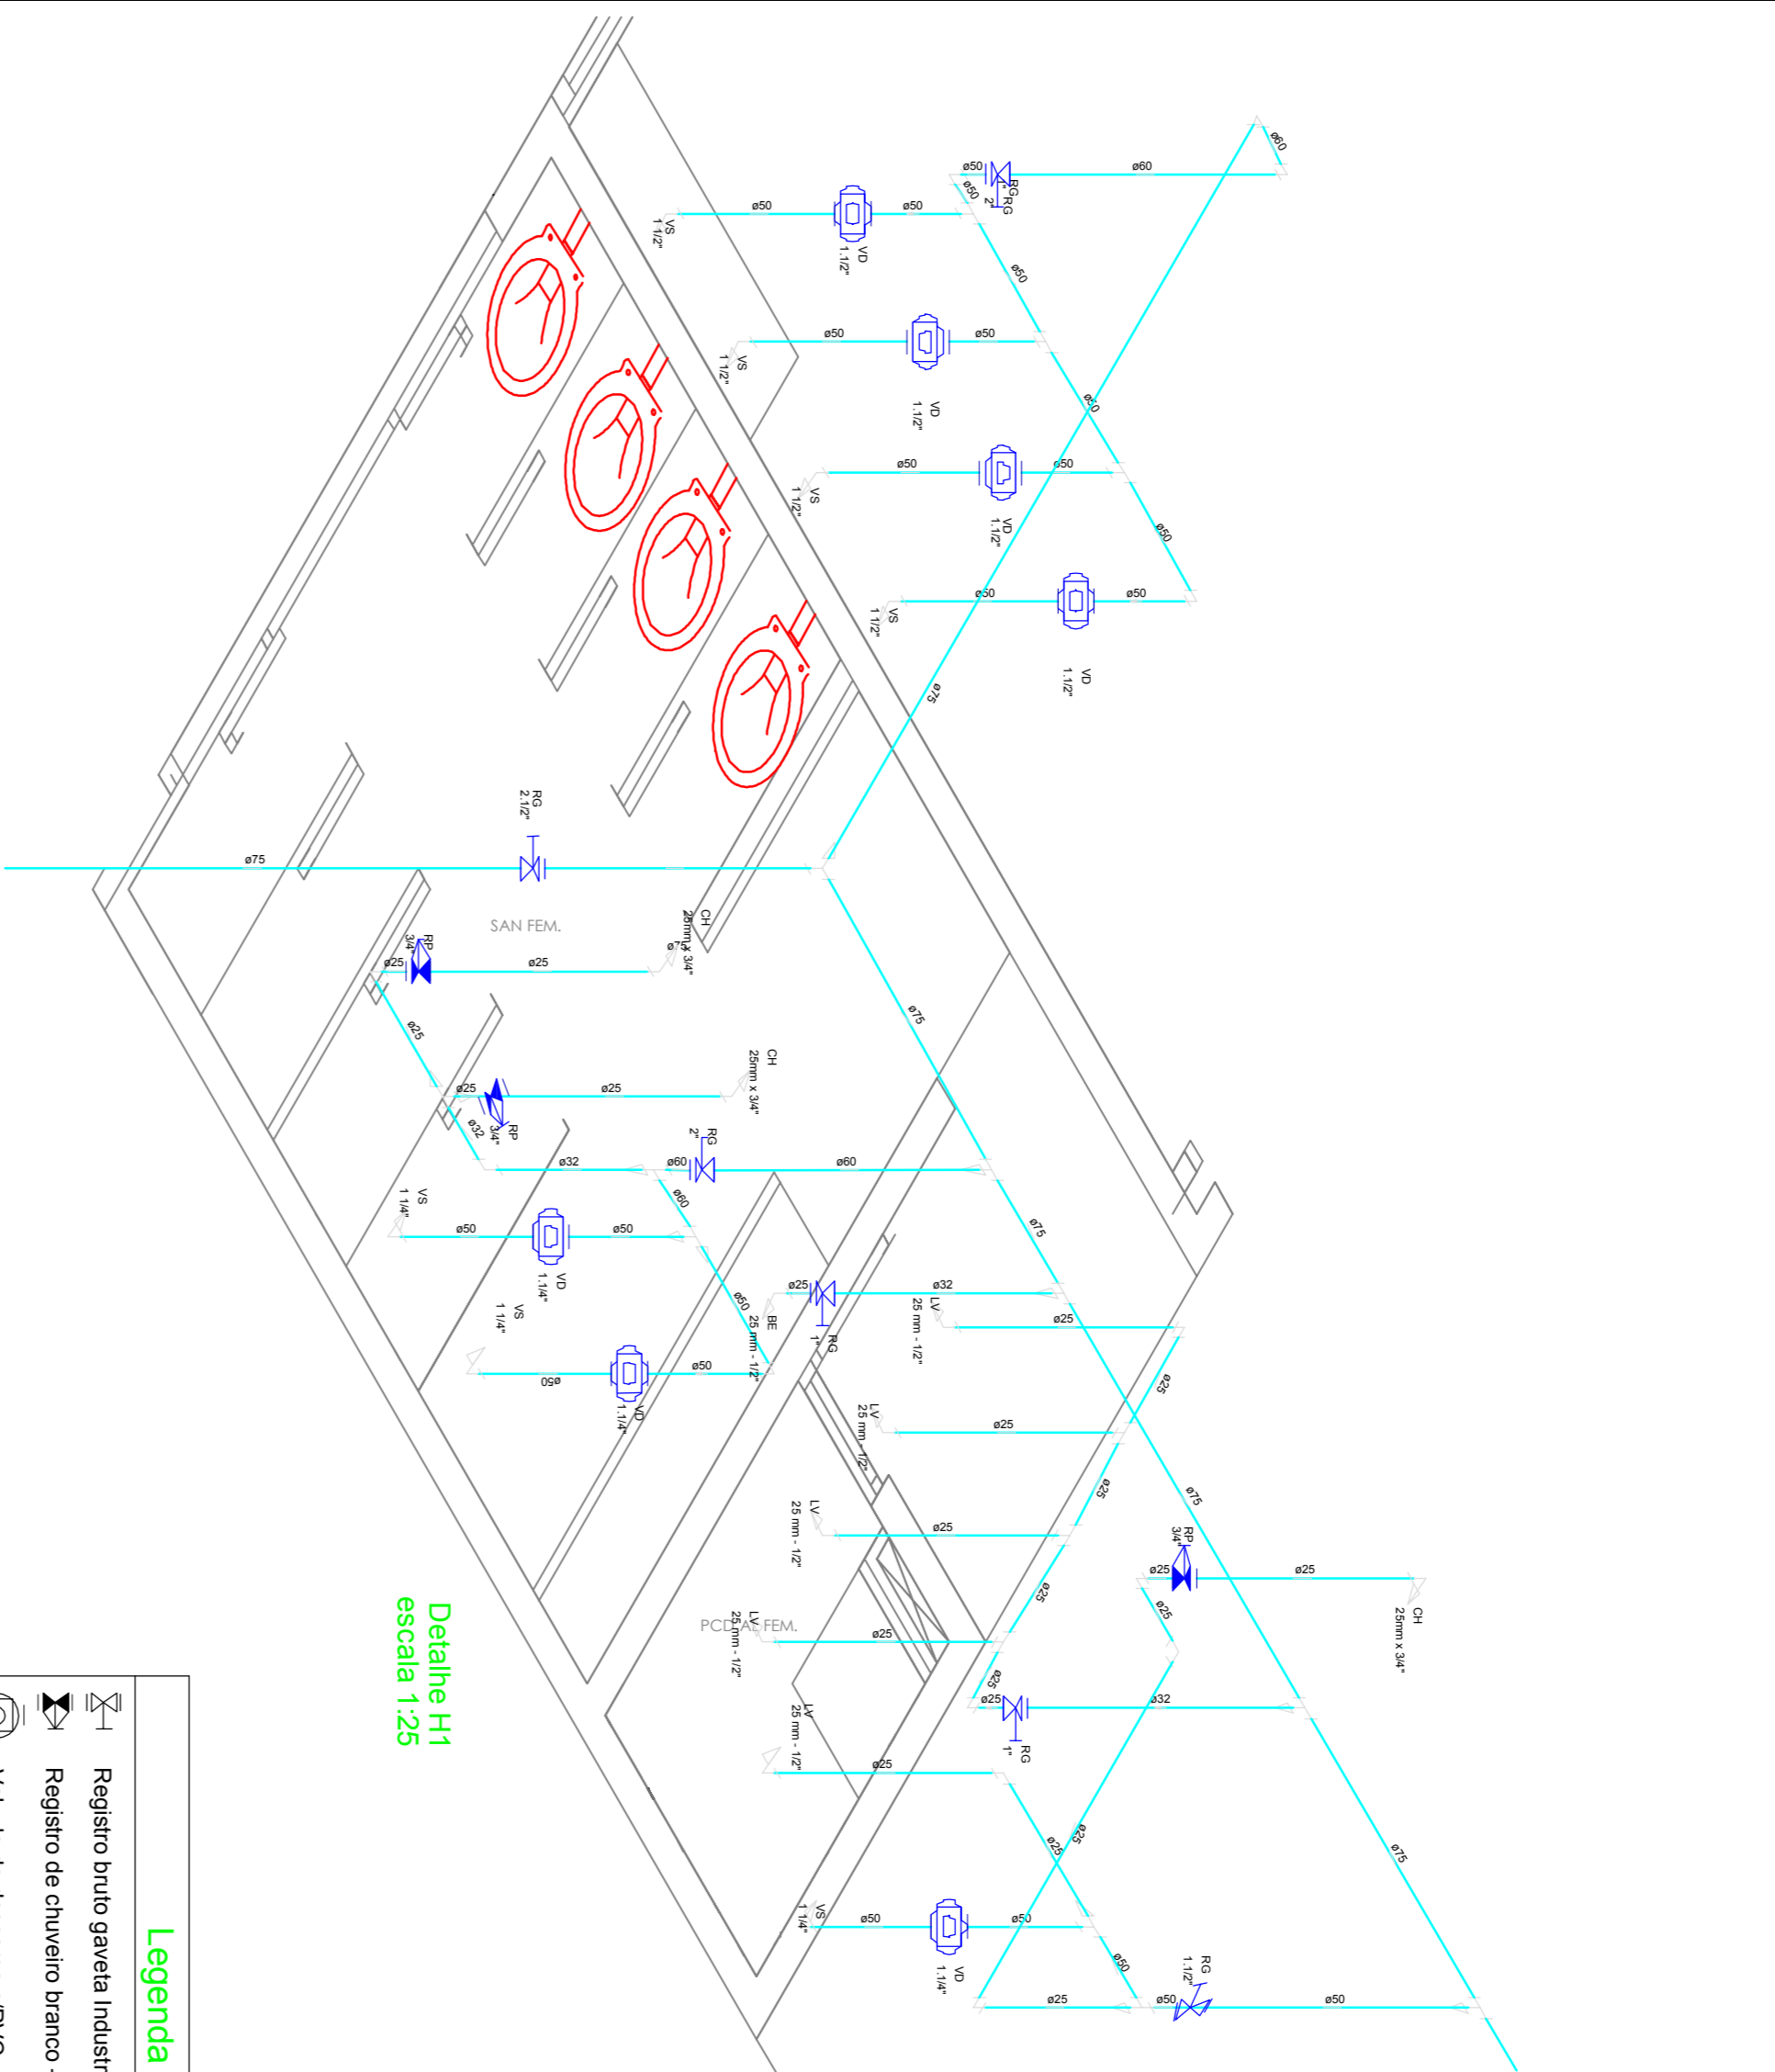 ø60
ø50
RG
1"
RG
2"
ø60
ø50
ø50
ø50
VS
1 1/2"
VD
1.1/2"
ø50
ø50
ø50
VS
1 1/2"
VD
1.1/2"
ø50
ø50
ø50
VS
1 1/2"
VD
1.1/2"
ø50
ø50
ø50
VS
1 1/2"
VD
1.1/2"
ø75
RG
2.1/2"
ø75
SAN FEM.
CH
25mm x 3/4"
ø75
RP
3/4"
ø25
ø25
ø25
ø75
CH
25mm x 3/4"
ø25
ø25
RP
3/4"
ø32
ø32
RG
2"
ø60
ø60
ø60
VS
1 1/4"
ø50
ø50
VD
1.1/4"
ø75
ø25
RG
1"
ø32
BE
25 mm - 1/2"
ø50
VS
1 1/4"
ø50
ø50
VD
1.1/4"
LV
25 mm - 1/2"
ø25
ø25
LV
25 mm - 1/2"
ø25
ø25
ø75
LV
25 mm - 1/2"
ø25
ø25
RP
3/4"
ø25
ø25
CH
25mm x 3/4"
ø25
PCD AL FEM.
LV
25 mm - 1/2"
ø25
ø25
ø25
RG
1"
ø32
LV
25 mm - 1/2"
ø25
ø25
ø25
ø75
VS
1 1/4"
ø50
ø50
VD
1.1/4"
ø50
RG
1.1/2"
ø25
ø50
ø50
Detalhe H1
escala 1:25
Legenda
Registro bruto gaveta Industr
Registro de chuveiro branco -